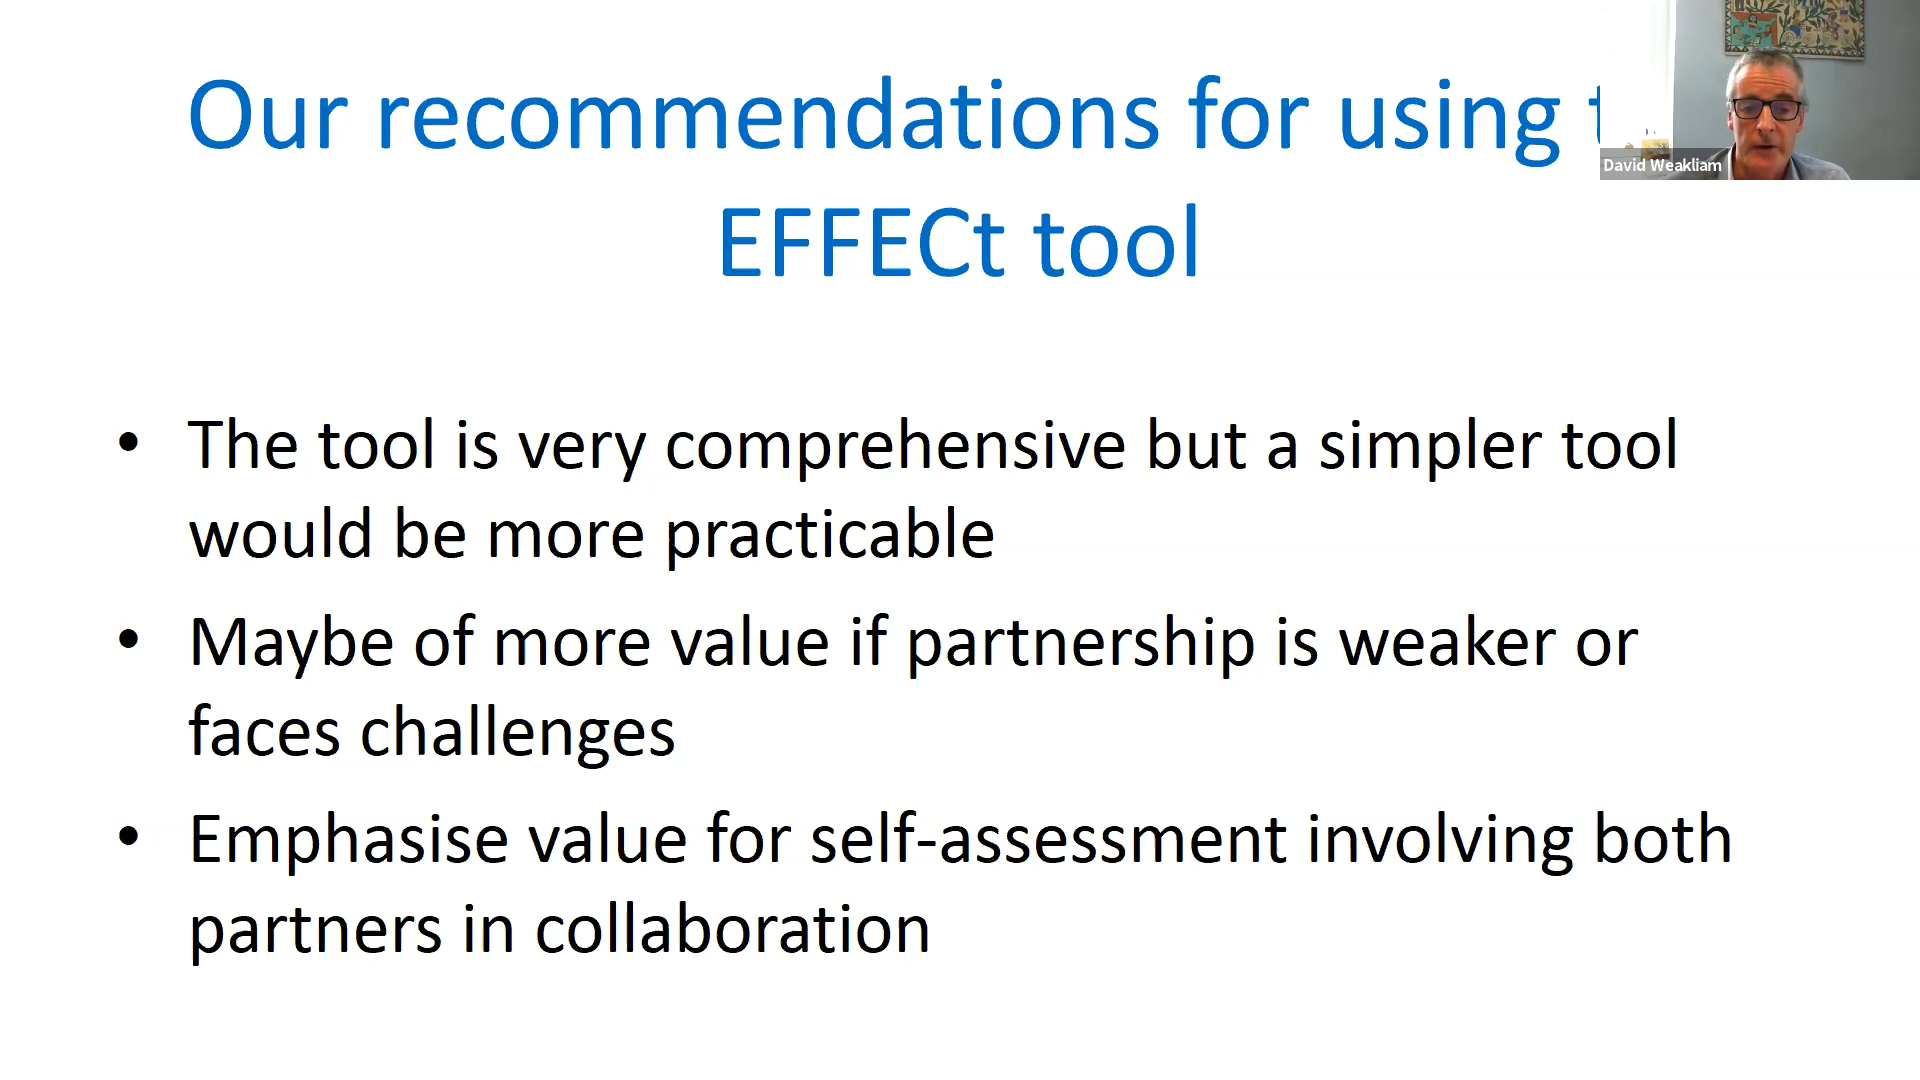 Our recommendations for using
EFFECt tool
David Weakliam
• The tool is very comprehensive but a simpler tool
would be more practicable
• Maybe of more value if partnership is weaker or
faces challenges
• Emphasise value for self-assessment involving both
partners in collaboration